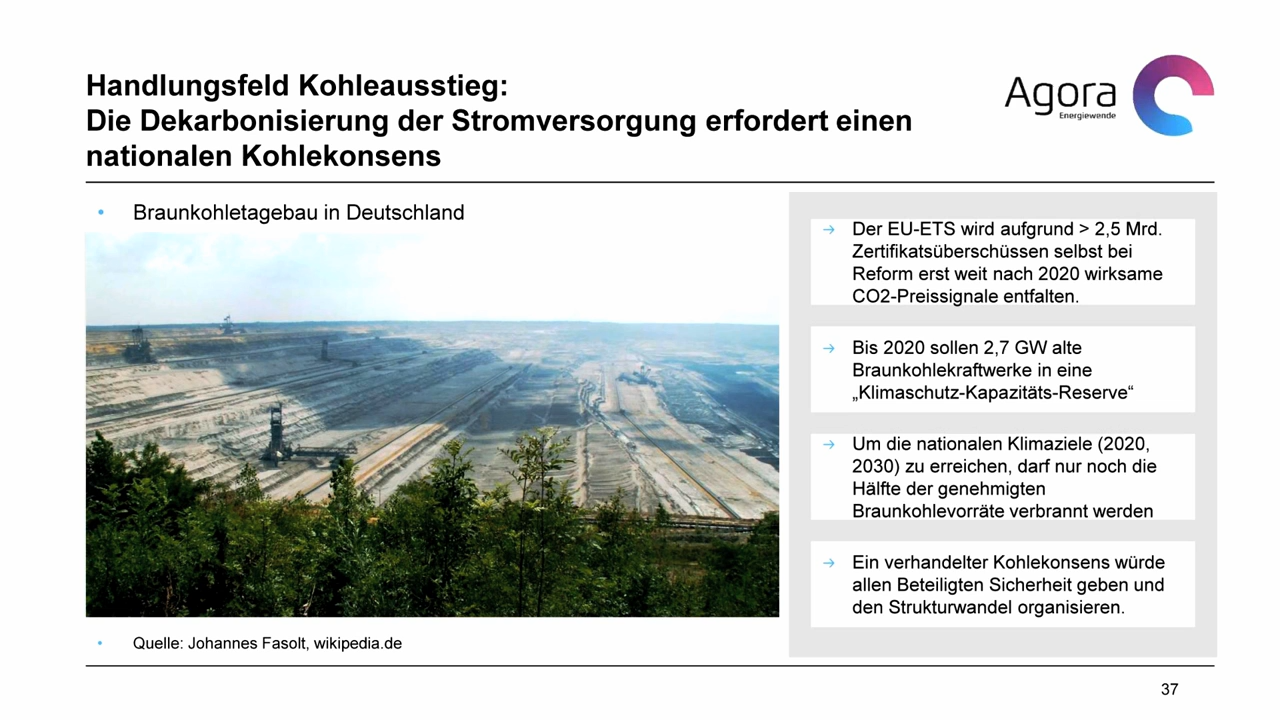 Handlungsfeld Kohleausstieg:
Die Dekarbonisierung der Stromversorgung erfordert einen
nationalen Kohlekonsens
Agora
Energiewende
• Braunkohletagebau in Deutschland
→ Der EU-ETS wird aufgrund > 2,5 Mrd.
Zertifikatsüberschüssen selbst bei
Reform erst weit nach 2020 wirksame
CO2-Preissignale entfalten.
→ Bis 2020 sollen 2,7 GW alte
Braunkohlekraftwerke in eine
„Klimaschutz-Kapazitäts-Reserve“
→ Um die nationalen Klimaziele (2020,
2030) zu erreichen, darf nur noch die
Hälfte der genehmigten
Braunkohlevorräte verbrannt werden
→ Ein verhandelter Kohlekonsens würde
allen Beteiligten Sicherheit geben und
den Strukturwandel organisieren.
• Quelle: Johannes Fasolt, wikipedia.de
37